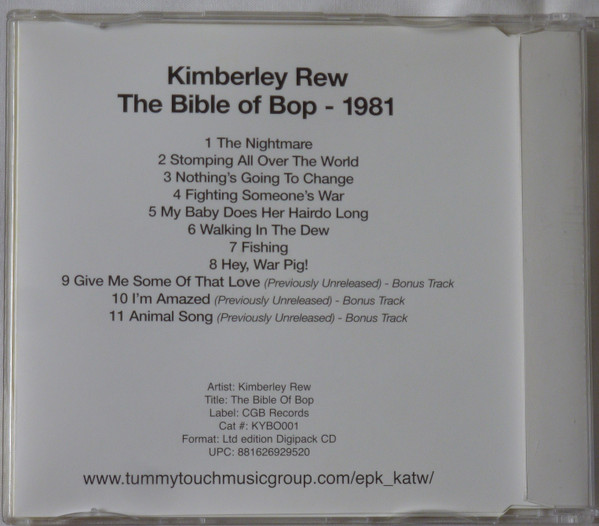 Kimberley Rew
The Bible of Bop - 1981
1 The Nightmare
2 Stomping All Over The World
3 Nothing's Going To Change
4 Fighting Someone's War
5 My Baby Does Her Hairdo Long
6 Walking In The Dew
7 Fishing
8 Hey, War Pig!
9 Give Me Some Of That Love (Previously Unreleased) - Bonus Track
10 I'm Amazed (Previously Unreleased) - Bonus Track
11 Animal Song (Previously Unreleased) - Bonus Track
Artist: Kimberley Rew
Title: The Bible Of Bop
Label: CGB Records
Cat #: KYBO001
Format: Ltd edition Digipack CD
UPC: 881626929520
www.tummytouchmusicgroup.com/epk_katw/